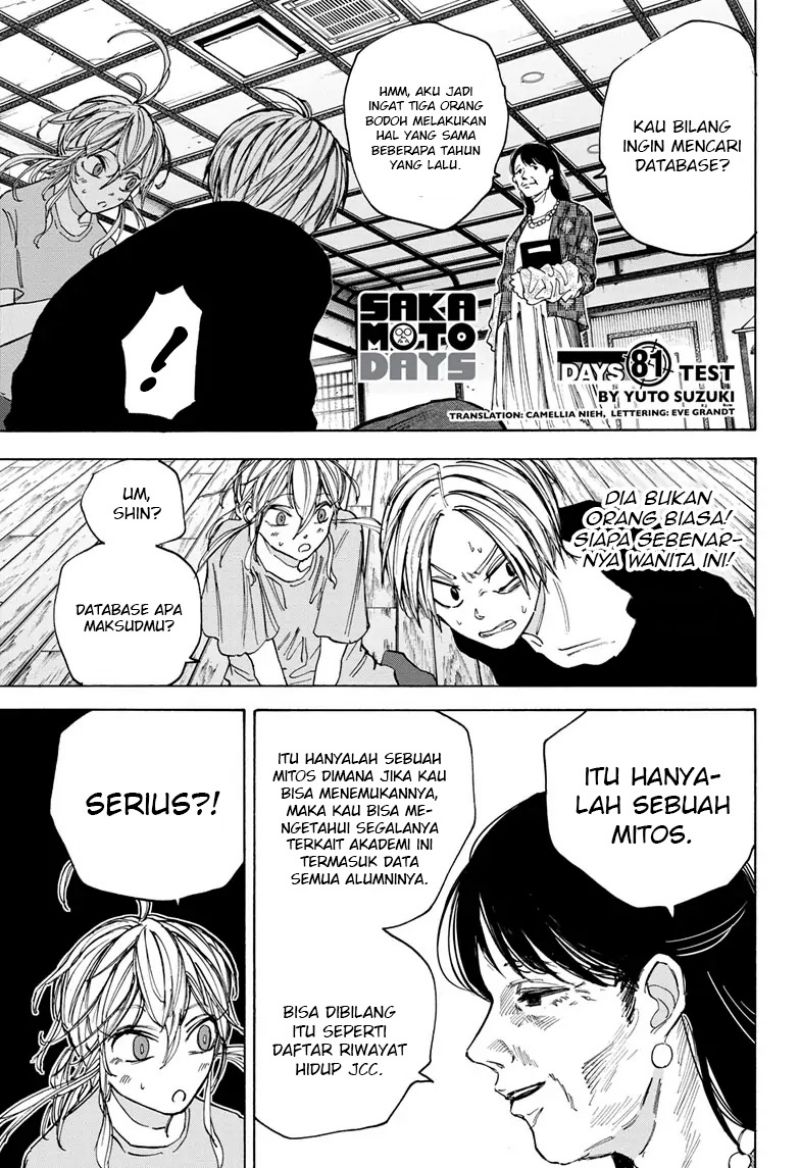 KAU BILANG
INGIN MENCARI
DATABASE?
HMM, AKU JADI
INGAT TIGA ORANG
BODOH MELAKUKAN
HAL YANG SAMA
BEBERAPA TAHUN
YANG LALU.
!
SAKA
MOTO
DAYS
DAYS 81 TEST
BY YUTO SUZUKI
TRANSLATION: CAMELLIA NIEH, LETTERING: EVE GRANDT
DIA BUKAN
ORANG BIASA!
SIAPA SEBENAR-
NYA WANITA INI!
UM,
SHIN?
DATABASE APA
MAKSUDMU?
ITU HANYA-
LAH SEBUAH
MITOS.
ITU HANYALAH SEBUAH
MITOS DIMANA JIKA KAU
BISA MENEMUKANNYA,
MAKA KAU BISA ME-
NGETAHUI SEGALANYA
TERKAIT AKADEMI INI
TERMASUK DATA
SEMUA ALUMNINYA.
BISA DIBILANG
ITU SEPERTI
DAFTAR RIWAYAT
HIDUP JCC.
SERIUS?!